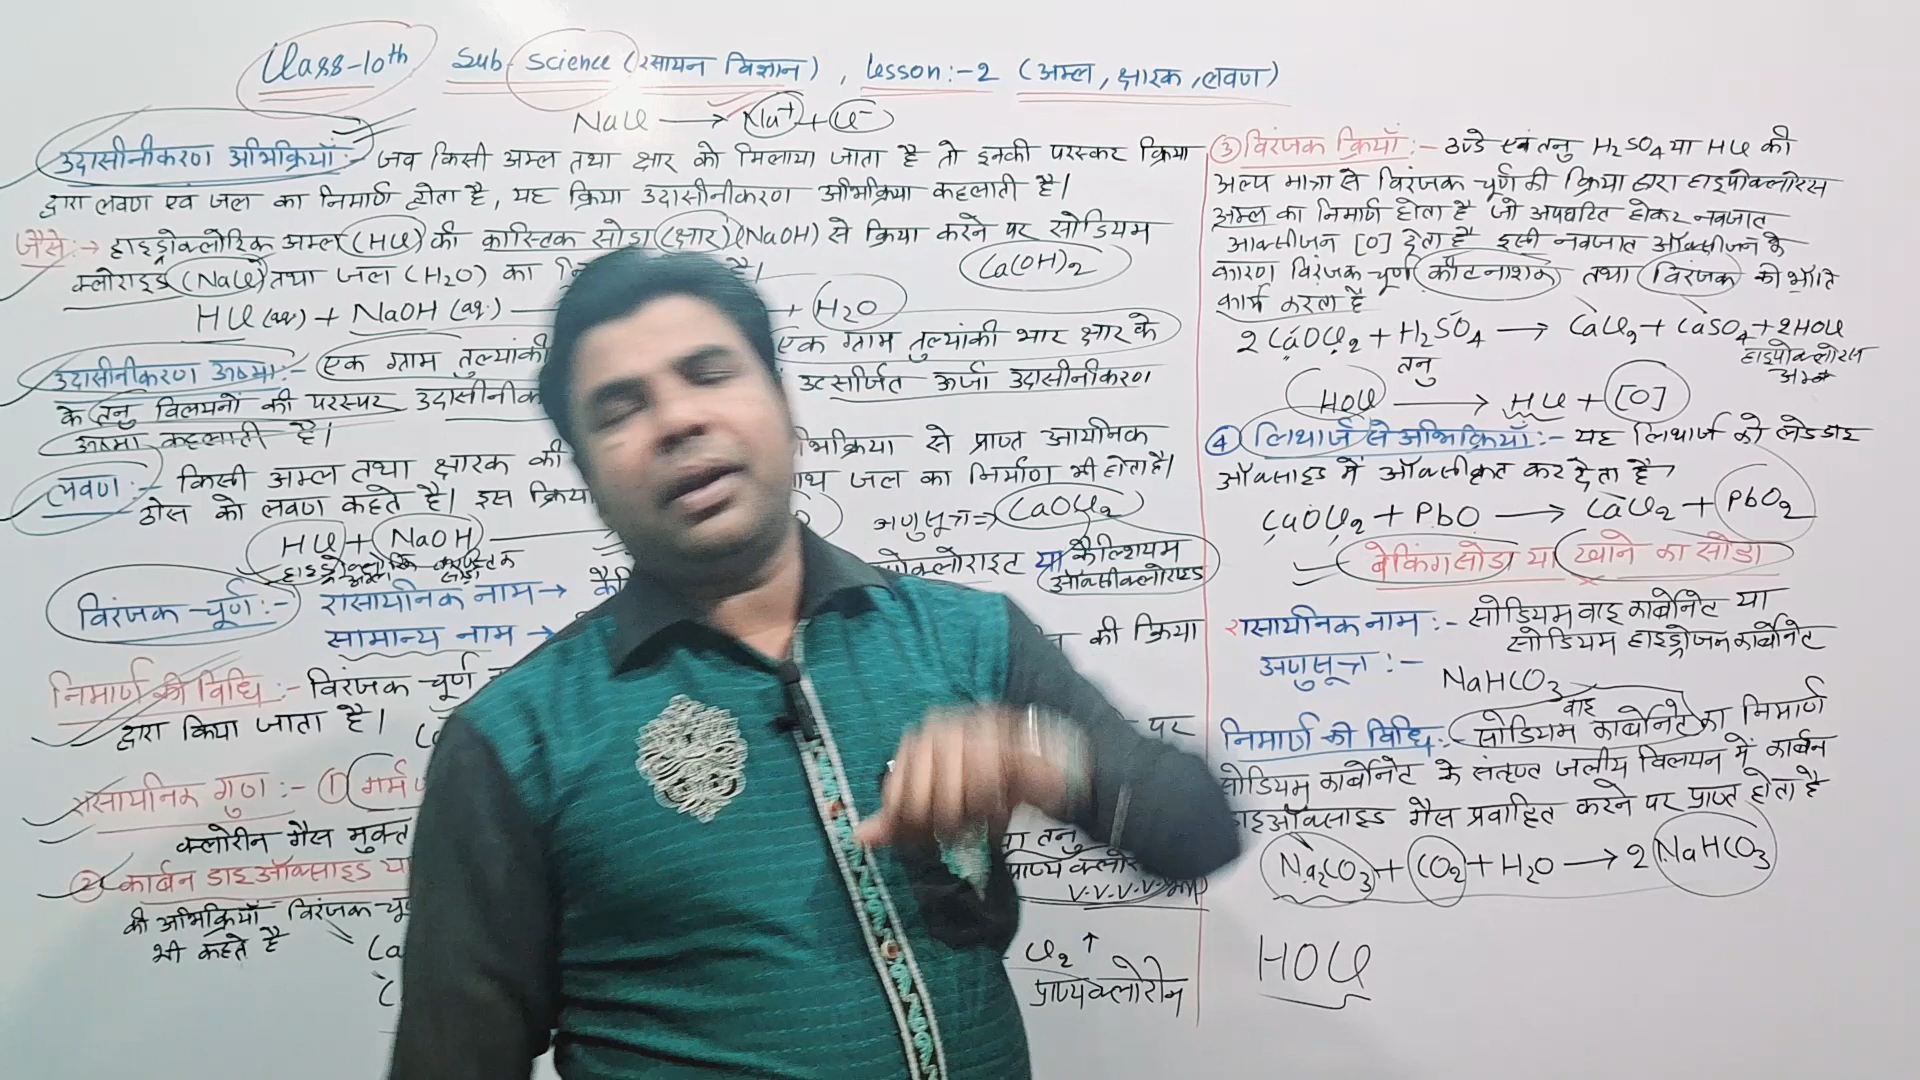 Class-10th Sub-Science (रसायन विज्ञान), Lesson:-2 (अम्ल, क्षारक, लवण)
NaCl → Na⁺ + Cl⁻
उदासीनीकरण अभिक्रियाँ:- जब किसी अम्ल तथा क्षार को मिलाया जाता है तो इनकी परस्कर क्रिया
द्वारा लवण एवं जल का निमार्ण होता है, यह क्रिया उदासीनीकरण अभिक्रिया कहलाती है।
जैसे:→ हाइड्रोक्लोरिक अम्ल (HCl) की कास्तिक सोडा (क्षार) (NaOH) से क्रिया करने पर सोडियम
क्लोराइड (NaCl) तथा जल (H₂O) का है।
Ca(OH)₂
HCl (aq) + NaOH (aq.) + H₂O
उदासीनीकरण ऊष्मा:- एक ग्राम तुल्यांकी एक ग्राम तुल्यांकी भार क्षार के
के तनु विलयनों की परस्पर उदासीनीक उत्सर्जित ऊर्जा उदासीनीकरण
ऊष्मा कहलाती है।
लवण:- किसी अम्ल तथा क्षारक की भिक्रिया से प्राप्त आयनिक
ठोस को लवण कहते है। इस क्रिया जल का निर्माण भी होता है।
HCl + NaOH
अणुसूत्र⇒ CaOCl₂
विरंजक-चूर्ण:- रासायनिक नाम → कै पोक्लोराइट या कैल्शियम
ऑक्सीक्लोराइड
सामान्य नाम → की क्रिया
निमार्ण की विधि:- विरंजक-चूर्ण
द्वारा किया जाता है। पर
रासायनिक गुण:- ① गर्म
क्लोरीन गैस मुक्त तनु
② कार्बन डाइऑक्साइड या
V.V.V.V
की अभिक्रियाँ विरंजक-चू
भी कहते है Ca
Cl₂↑
प्राप्यक्लोरीन
③ विरंजक क्रियाँ:- ठण्डे एवं तनु H₂SO₄ या HCl की
अल्प मात्रा से विरंजक चूर्ण की क्रिया द्वारा हाइपोक्लोरस
अम्ल का निमार्ण होता है जो अपघटित होकर नवजात
ऑक्सीजन [O] देता है इसी नवजात ऑक्सीजन के
कारण विरंजक-चूर्ण कीटनाशक तथा विरंजक की भाँति
कार्य करता है
2CaOCl₂ + H₂SO₄ → CaCl₂ + CaSO₄ + 2HOCl
तनु हाइपोक्लोरस
अम्ल
HOCl → HCl + [O]
④ लिथार्ज से अभिक्रियाँ:- यह लिथार्ज को लेडडाइ
ऑक्साइड में ऑक्सीकृत कर देता है
CaOCl₂ + PbO → CaCl₂ + PbO₂
बेकिंग सोडा या खाने का सोडा
रासायनिक नाम:- सोडियम बाइ कार्बोनेट या
सोडियम हाइड्रोजन कार्बोनेट
अणुसूत्र:-
NaHCO₃
बाइ
निमार्ण की विधि:- सोडियम कार्बोनेट का निमार्ण
सोडियम कार्बोनेट के संतृप्त जलीय विलयन में कार्बन
डाइऑक्साइड गैस प्रवाहित करने पर प्राप्त होता है
Na₂CO₃ + CO₂ + H₂O → 2NaHCO₃
HOCl